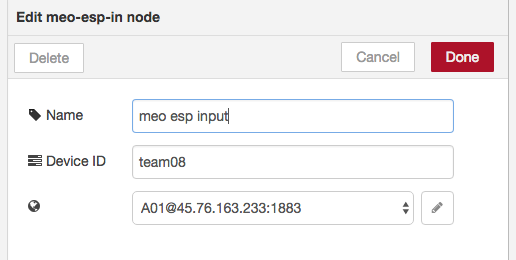 Edit meo-esp-in node
Delete Cancel Done
Name meo esp input
Device ID team08
A01@45.76.163.233:1883